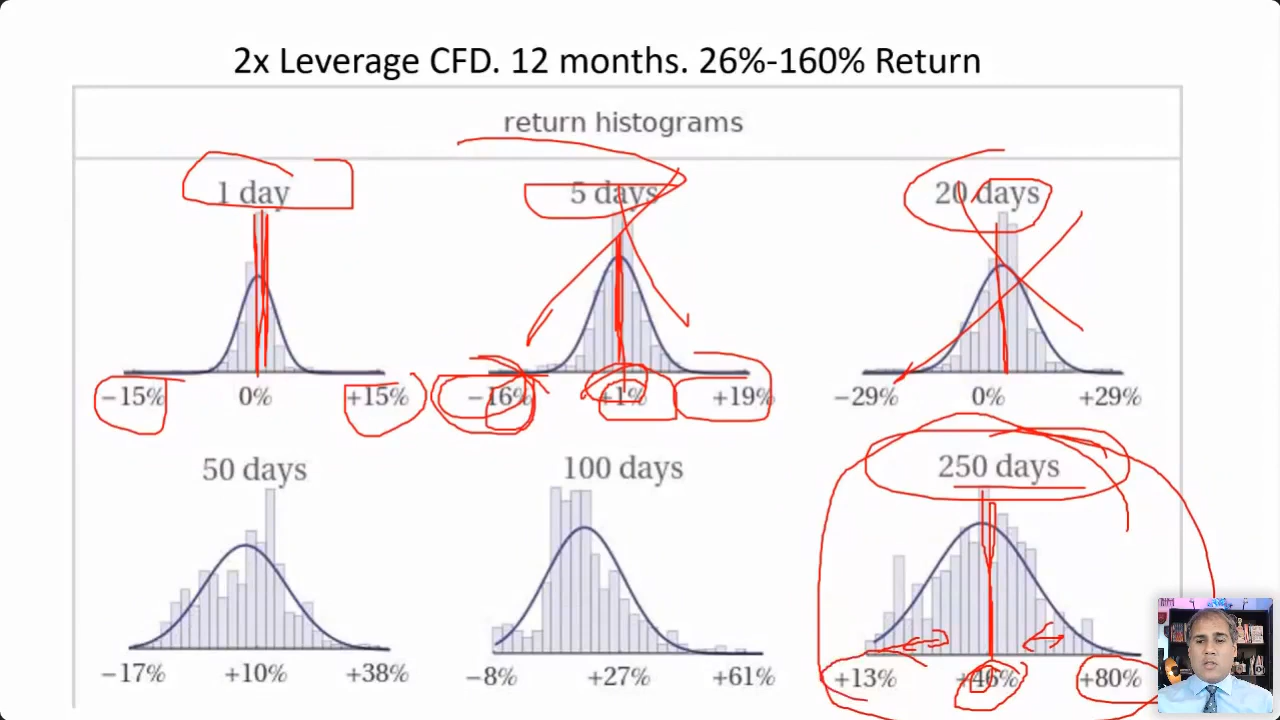 2x Leverage CFD. 12 months. 26%-160% Return
return histograms
1 day 5 days 20 days
−15% 0% +15% −16% +1% +19% −29% 0% +29%
50 days 100 days 250 days
−17% +10% +38% −8% +27% +61% +13% +46% +80%